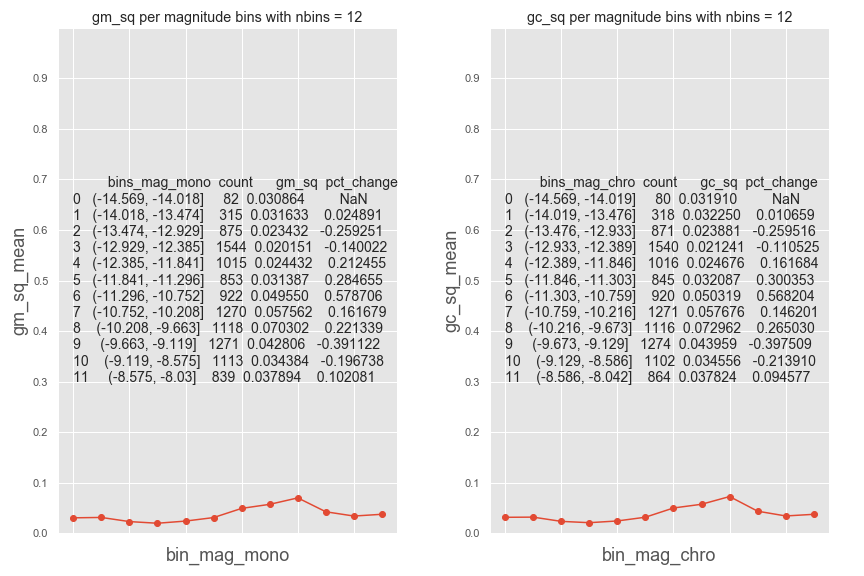 gm_sq per magnitude bins with nbins = 12
gm_sq_mean
0.9
0.8
0.7
0.6
0.5
0.4
0.3
0.2
0.1
0.0
bins_mag_mono count gm_sq pct_change
0 (-14.569, -14.018] 82 0.030864 NaN
1 (-14.018, -13.474] 315 0.031633 0.024891
2 (-13.474, -12.929] 875 0.023432 -0.259251
3 (-12.929, -12.385] 1544 0.020151 -0.140022
4 (-12.385, -11.841] 1015 0.024432 0.212455
5 (-11.841, -11.296] 853 0.031387 0.284655
6 (-11.296, -10.752] 922 0.049550 0.578706
7 (-10.752, -10.208] 1270 0.057562 0.161679
8 (-10.208, -9.663] 1118 0.070302 0.221339
9 (-9.663, -9.119] 1271 0.042806 -0.391122
10 (-9.119, -8.575] 1113 0.034384 -0.196738
11 (-8.575, -8.03] 839 0.037894 0.102081
bin_mag_mono
gc_sq per magnitude bins with nbins = 12
gc_sq_mean
0.9
0.8
0.7
0.6
0.5
0.4
0.3
0.2
0.1
0.0
bins_mag_chro count gc_sq pct_change
0 (-14.569, -14.019] 80 0.031910 NaN
1 (-14.019, -13.476] 318 0.032250 0.010659
2 (-13.476, -12.933] 871 0.023881 -0.259516
3 (-12.933, -12.389] 1540 0.021241 -0.110525
4 (-12.389, -11.846] 1016 0.024676 0.161684
5 (-11.846, -11.303] 845 0.032087 0.300353
6 (-11.303, -10.759] 920 0.050319 0.568204
7 (-10.759, -10.216] 1271 0.057676 0.146201
8 (-10.216, -9.673] 1116 0.072962 0.265030
9 (-9.673, -9.129] 1274 0.043959 -0.397509
10 (-9.129, -8.586] 1102 0.034556 -0.213910
11 (-8.586, -8.042] 864 0.037824 0.094577
bin_mag_chro